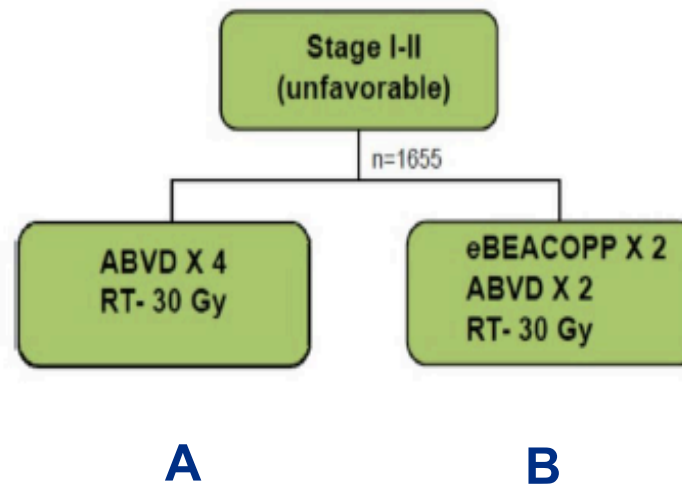 Stage I-II
(unfavorable)
n=1655
ABVD X 4
RT- 30 Gy
eBEACOPP X 2
ABVD X 2
RT- 30 Gy
A
B